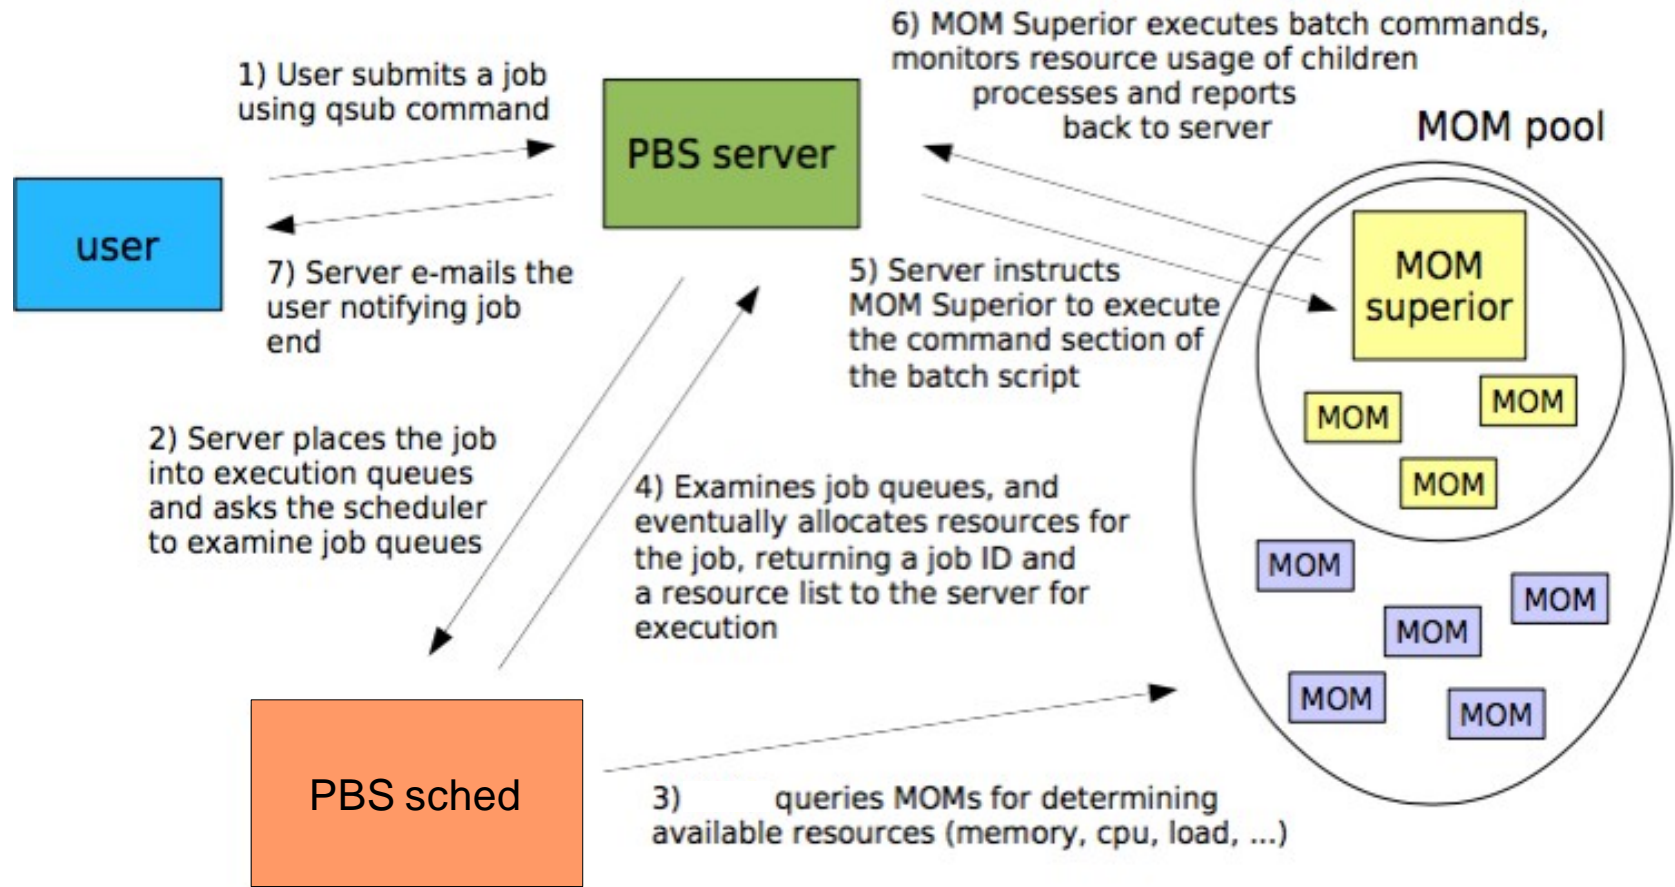 1) User submits a job
using qsub command
PBS server
6) MOM Superior executes batch commands,
monitors resource usage of children
processes and reports
back to server
MOM pool
user
7) Server e-mails the
user notifying job
end
5) Server instructs
MOM Superior to execute
the command section of
the batch script
MOM
superior
MOM
MOM
MOM
2) Server places the job
into execution queues
and asks the scheduler
to examine job queues
4) Examines job queues, and
eventually allocates resources for
the job, returning a job ID and
a resource list to the server for
execution
MOM
MOM
MOM
MOM
MOM
PBS sched
3) queries MOMs for determining
available resources (memory, cpu, load, ...)